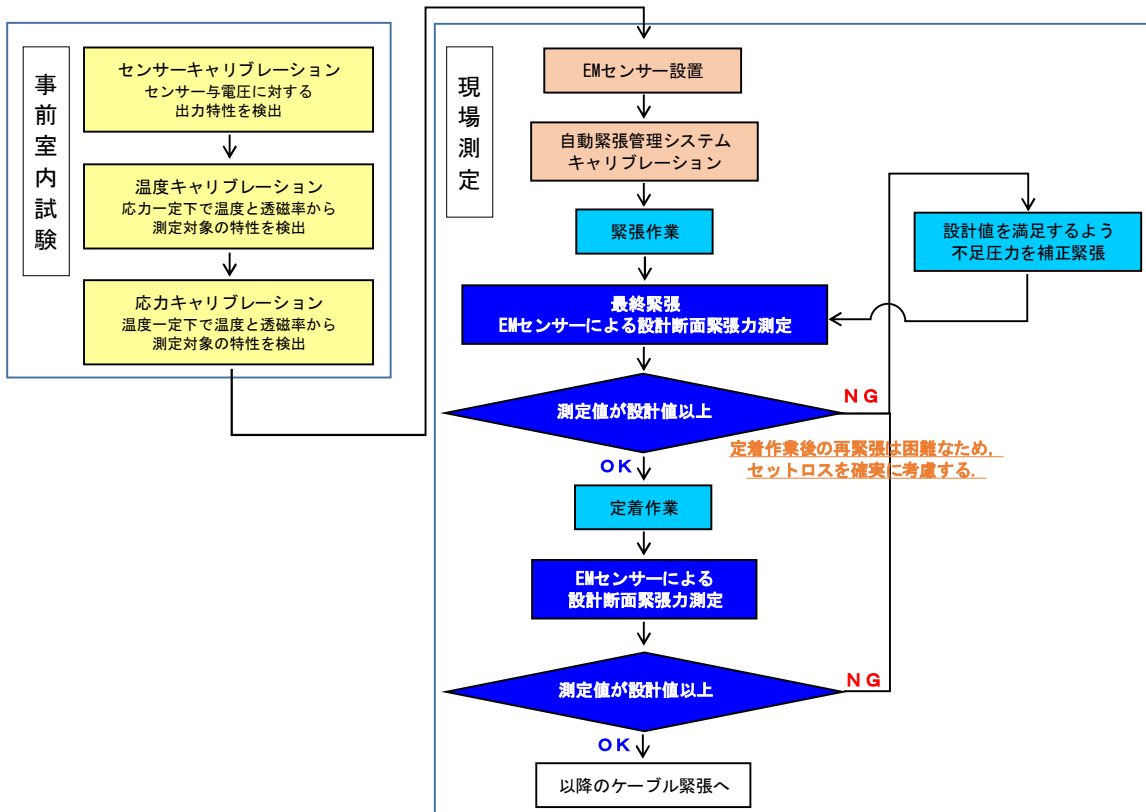 事前室内試験
センサーキャリブレーション
センサー与電圧に対する
出力特性を検出
温度キャリブレーション
応力一定下で温度と透磁率から
測定対象の特性を検出
応力キャリブレーション
温度一定下で温度と透磁率から
測定対象の特性を検出
現場測定
EMセンサー設置
自動緊張管理システム
キャリブレーション
緊張作業
設計値を満足するよう
不足圧力を補正緊張
最終緊張
EMセンサーによる設計断面緊張力測定
測定値が設計値以上
NG
定着作業後の再緊張は困難なため,
セットロスを確実に考慮する.
OK
定着作業
EMセンサーによる
設計断面緊張力測定
測定値が設計値以上
NG
OK
以降のケーブル緊張へ